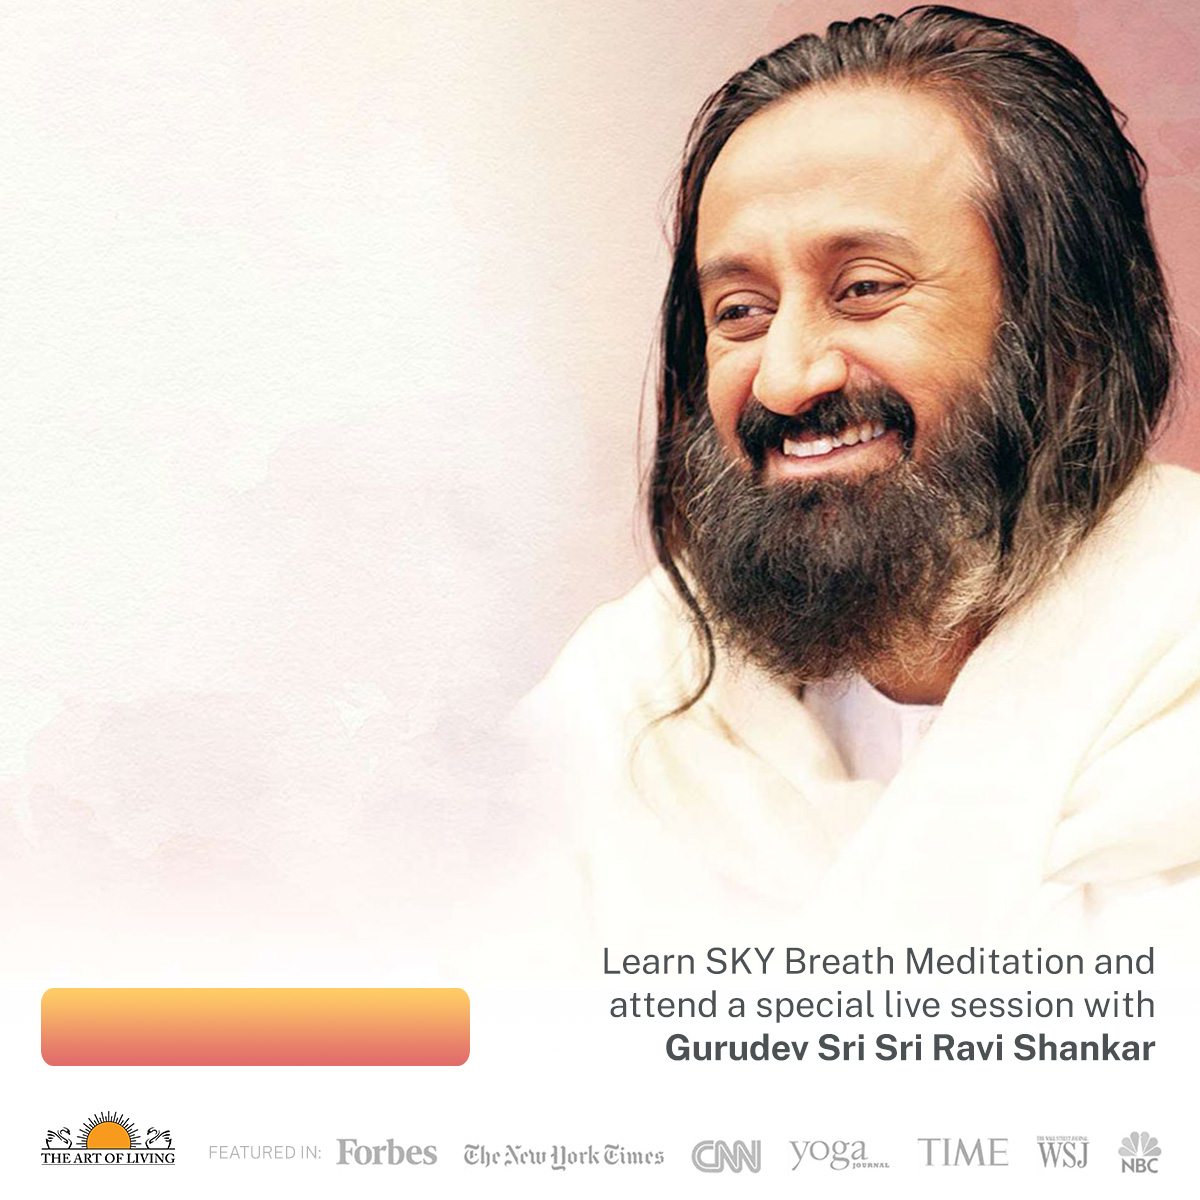 Learn SKY Breath Meditation and
attend a special live session with
Gurudev Sri Sri Ravi Shankar
THE ART OF LIVING
FEATURED IN:
Forbes
The New York Times
CNN
yoga
JOURNAL
TIME
THE WALL STREET JOURNAL
WSJ
NBC